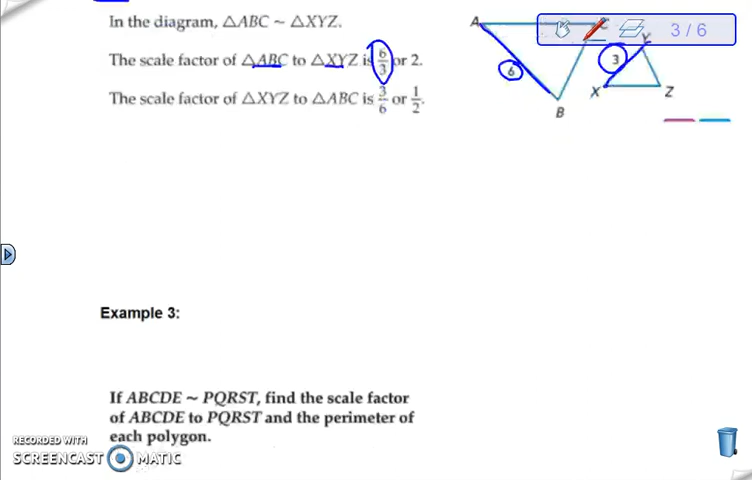 In the diagram, △ABC ~ △XYZ.
The scale factor of △ABC to △XYZ is 6/3 or 2.
The scale factor of △XYZ to △ABC is 3/6 or 1/2.
A
6
B
3
Y
X
Z
3 / 6
Example 3:
If ABCDE ~ PQRST, find the scale factor
of ABCDE to PQRST and the perimeter of
each polygon.
RECORDED WITH
SCREENCAST MATIC